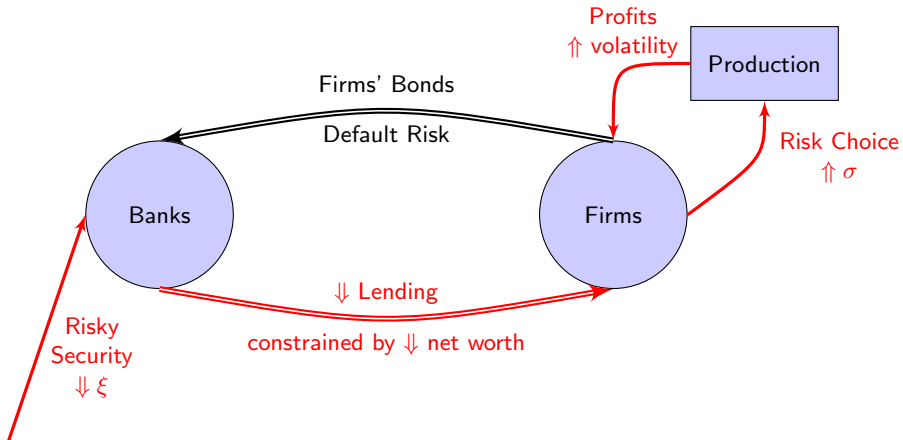 Profits
⇑ volatility
Production
Firms' Bonds
Default Risk
Risk Choice
⇑ σ
Banks
Firms
⇓ Lending
constrained by ⇓ net worth
Risky
Security
⇓ ξ